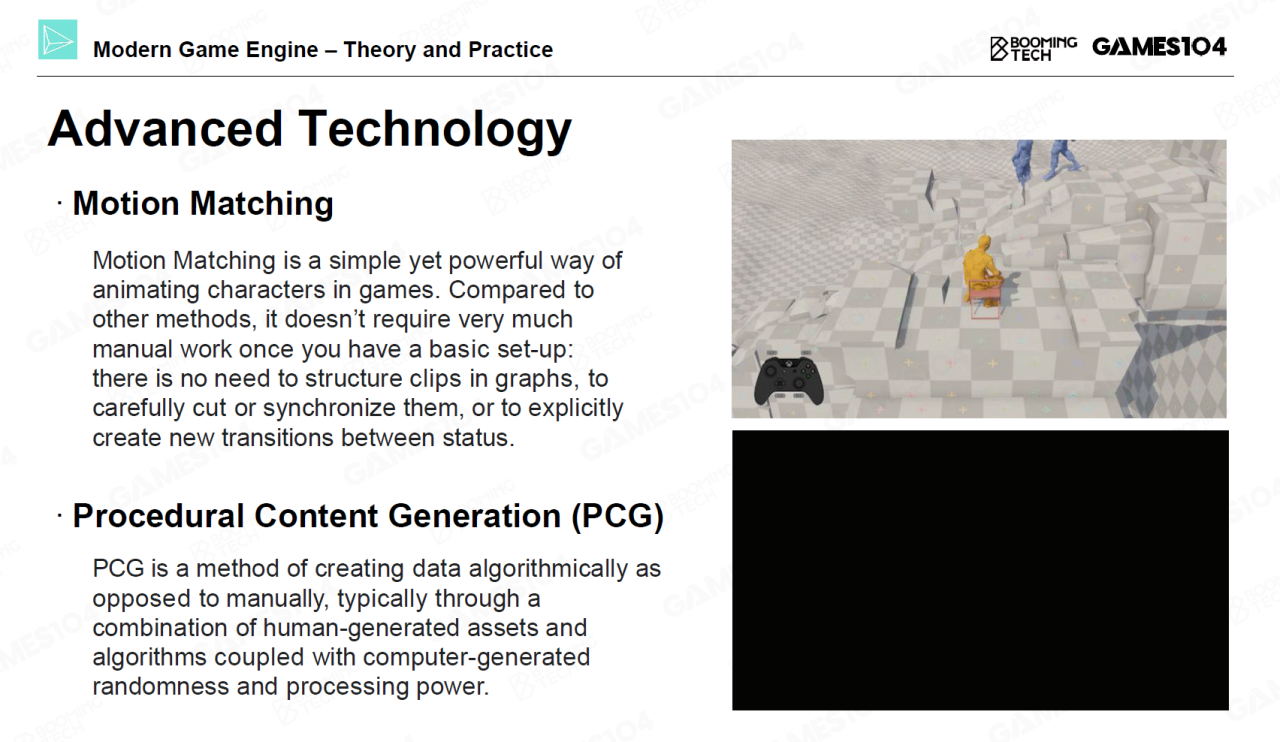 Modern Game Engine – Theory and Practice
BOOMING
TECH
GAMES104
Advanced Technology
· Motion Matching
Motion Matching is a simple yet powerful way of
animating characters in games. Compared to
other methods, it doesn’t require very much
manual work once you have a basic set-up:
there is no need to structure clips in graphs, to
carefully cut or synchronize them, or to explicitly
create new transitions between status.
· Procedural Content Generation (PCG)
PCG is a method of creating data algorithmically as
opposed to manually, typically through a
combination of human-generated assets and
algorithms coupled with computer-generated
randomness and processing power.